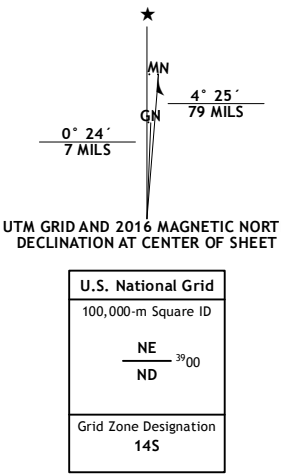 ★
MN
4° 25´
79 MILS
GN
0° 24´
7 MILS
UTM GRID AND 2016 MAGNETIC NORT
DECLINATION AT CENTER OF SHEET
U.S. National Grid
100,000-m Square ID
NE
3900
ND
Grid Zone Designation
14S